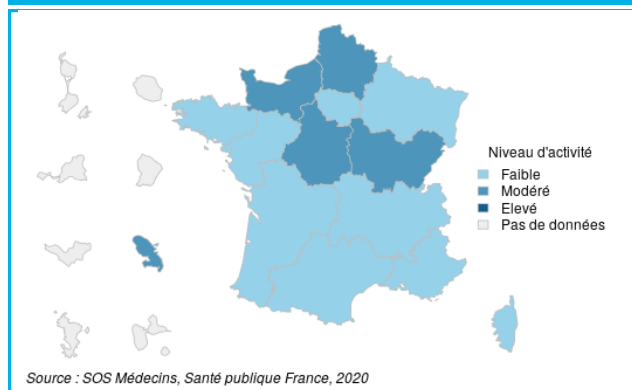 Niveau d'activité
Faible
Modéré
Elevé
Pas de données
Source : SOS Médecins, Santé publique France, 2020